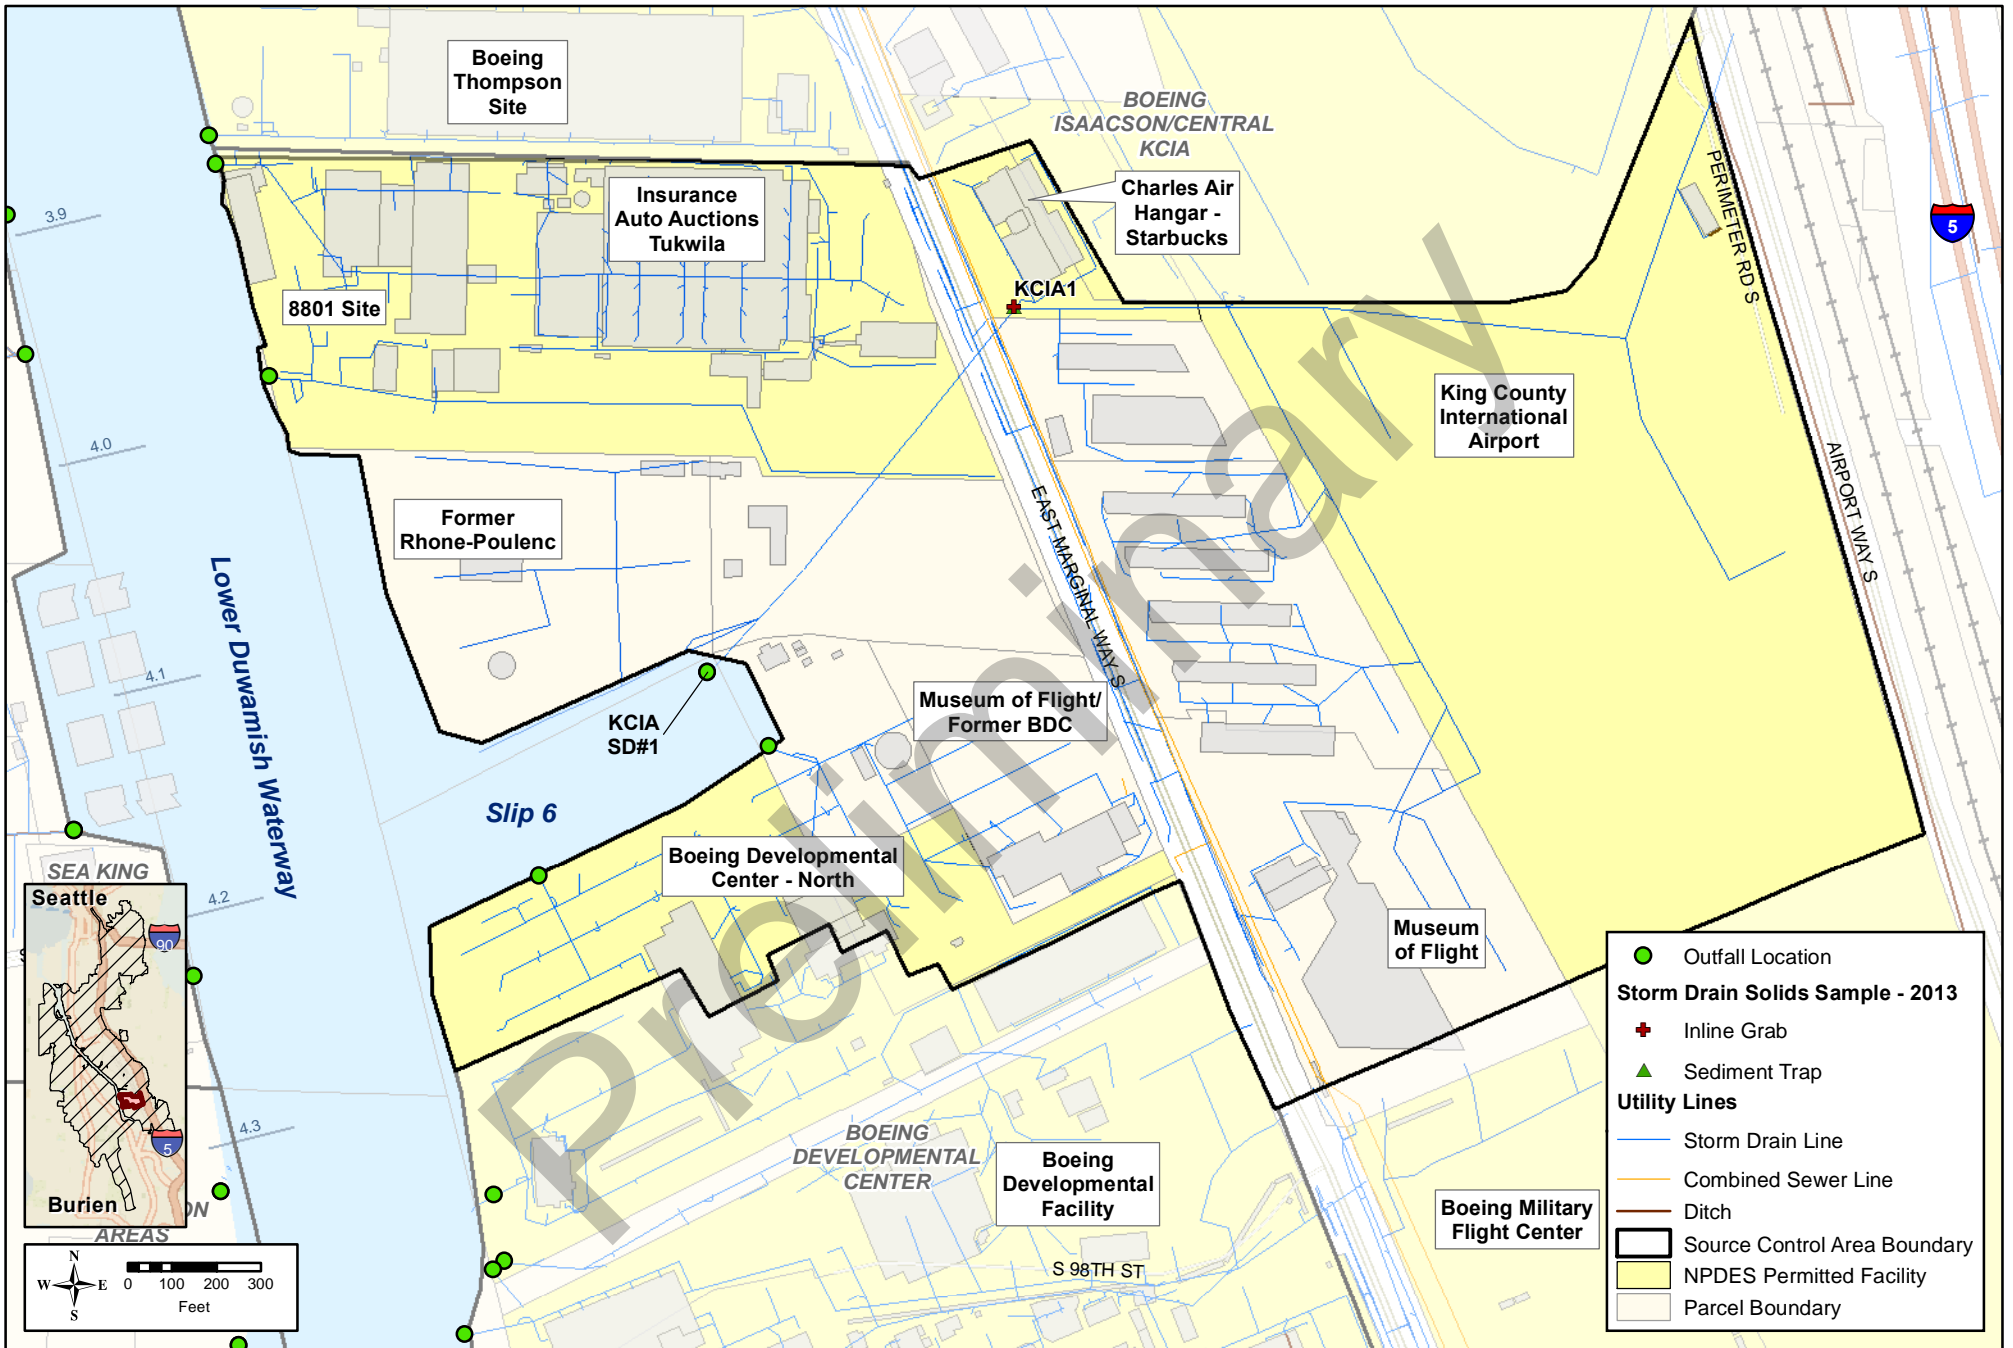 Boeing
Thompson
Site
BOEING
ISAACSON/CENTRAL
KCIA
Charles Air
Hangar -
Starbucks
PERIMETER RD S
5
3.9
Insurance
Auto Auctions
Tukwila
8801 Site
KCIA1
King County
International
Airport
4.0
AIRPORT WAY S
EAST MARGINAL WAY S
Former
Rhone-Poulenc
Lower Duwamish Waterway
4.1
KCIA
SD#1
Museum of Flight/
Former BDC
Slip 6
Boeing Developmental
Center - North
Preliminary
4.2
Museum
of Flight
SEA KING
Seattle
90
5
Burien
ON
AREAS
4.3
BOEING
DEVELOPMENTAL
CENTER
Boeing
Developmental
Facility
Boeing Military
Flight Center
S 98TH ST
N
W E
S
0 100 200 300
Feet
Outfall Location
Storm Drain Solids Sample - 2013
Inline Grab
Sediment Trap
Utility Lines
Storm Drain Line
Combined Sewer Line
Ditch
Source Control Area Boundary
NPDES Permitted Facility
Parcel Boundary